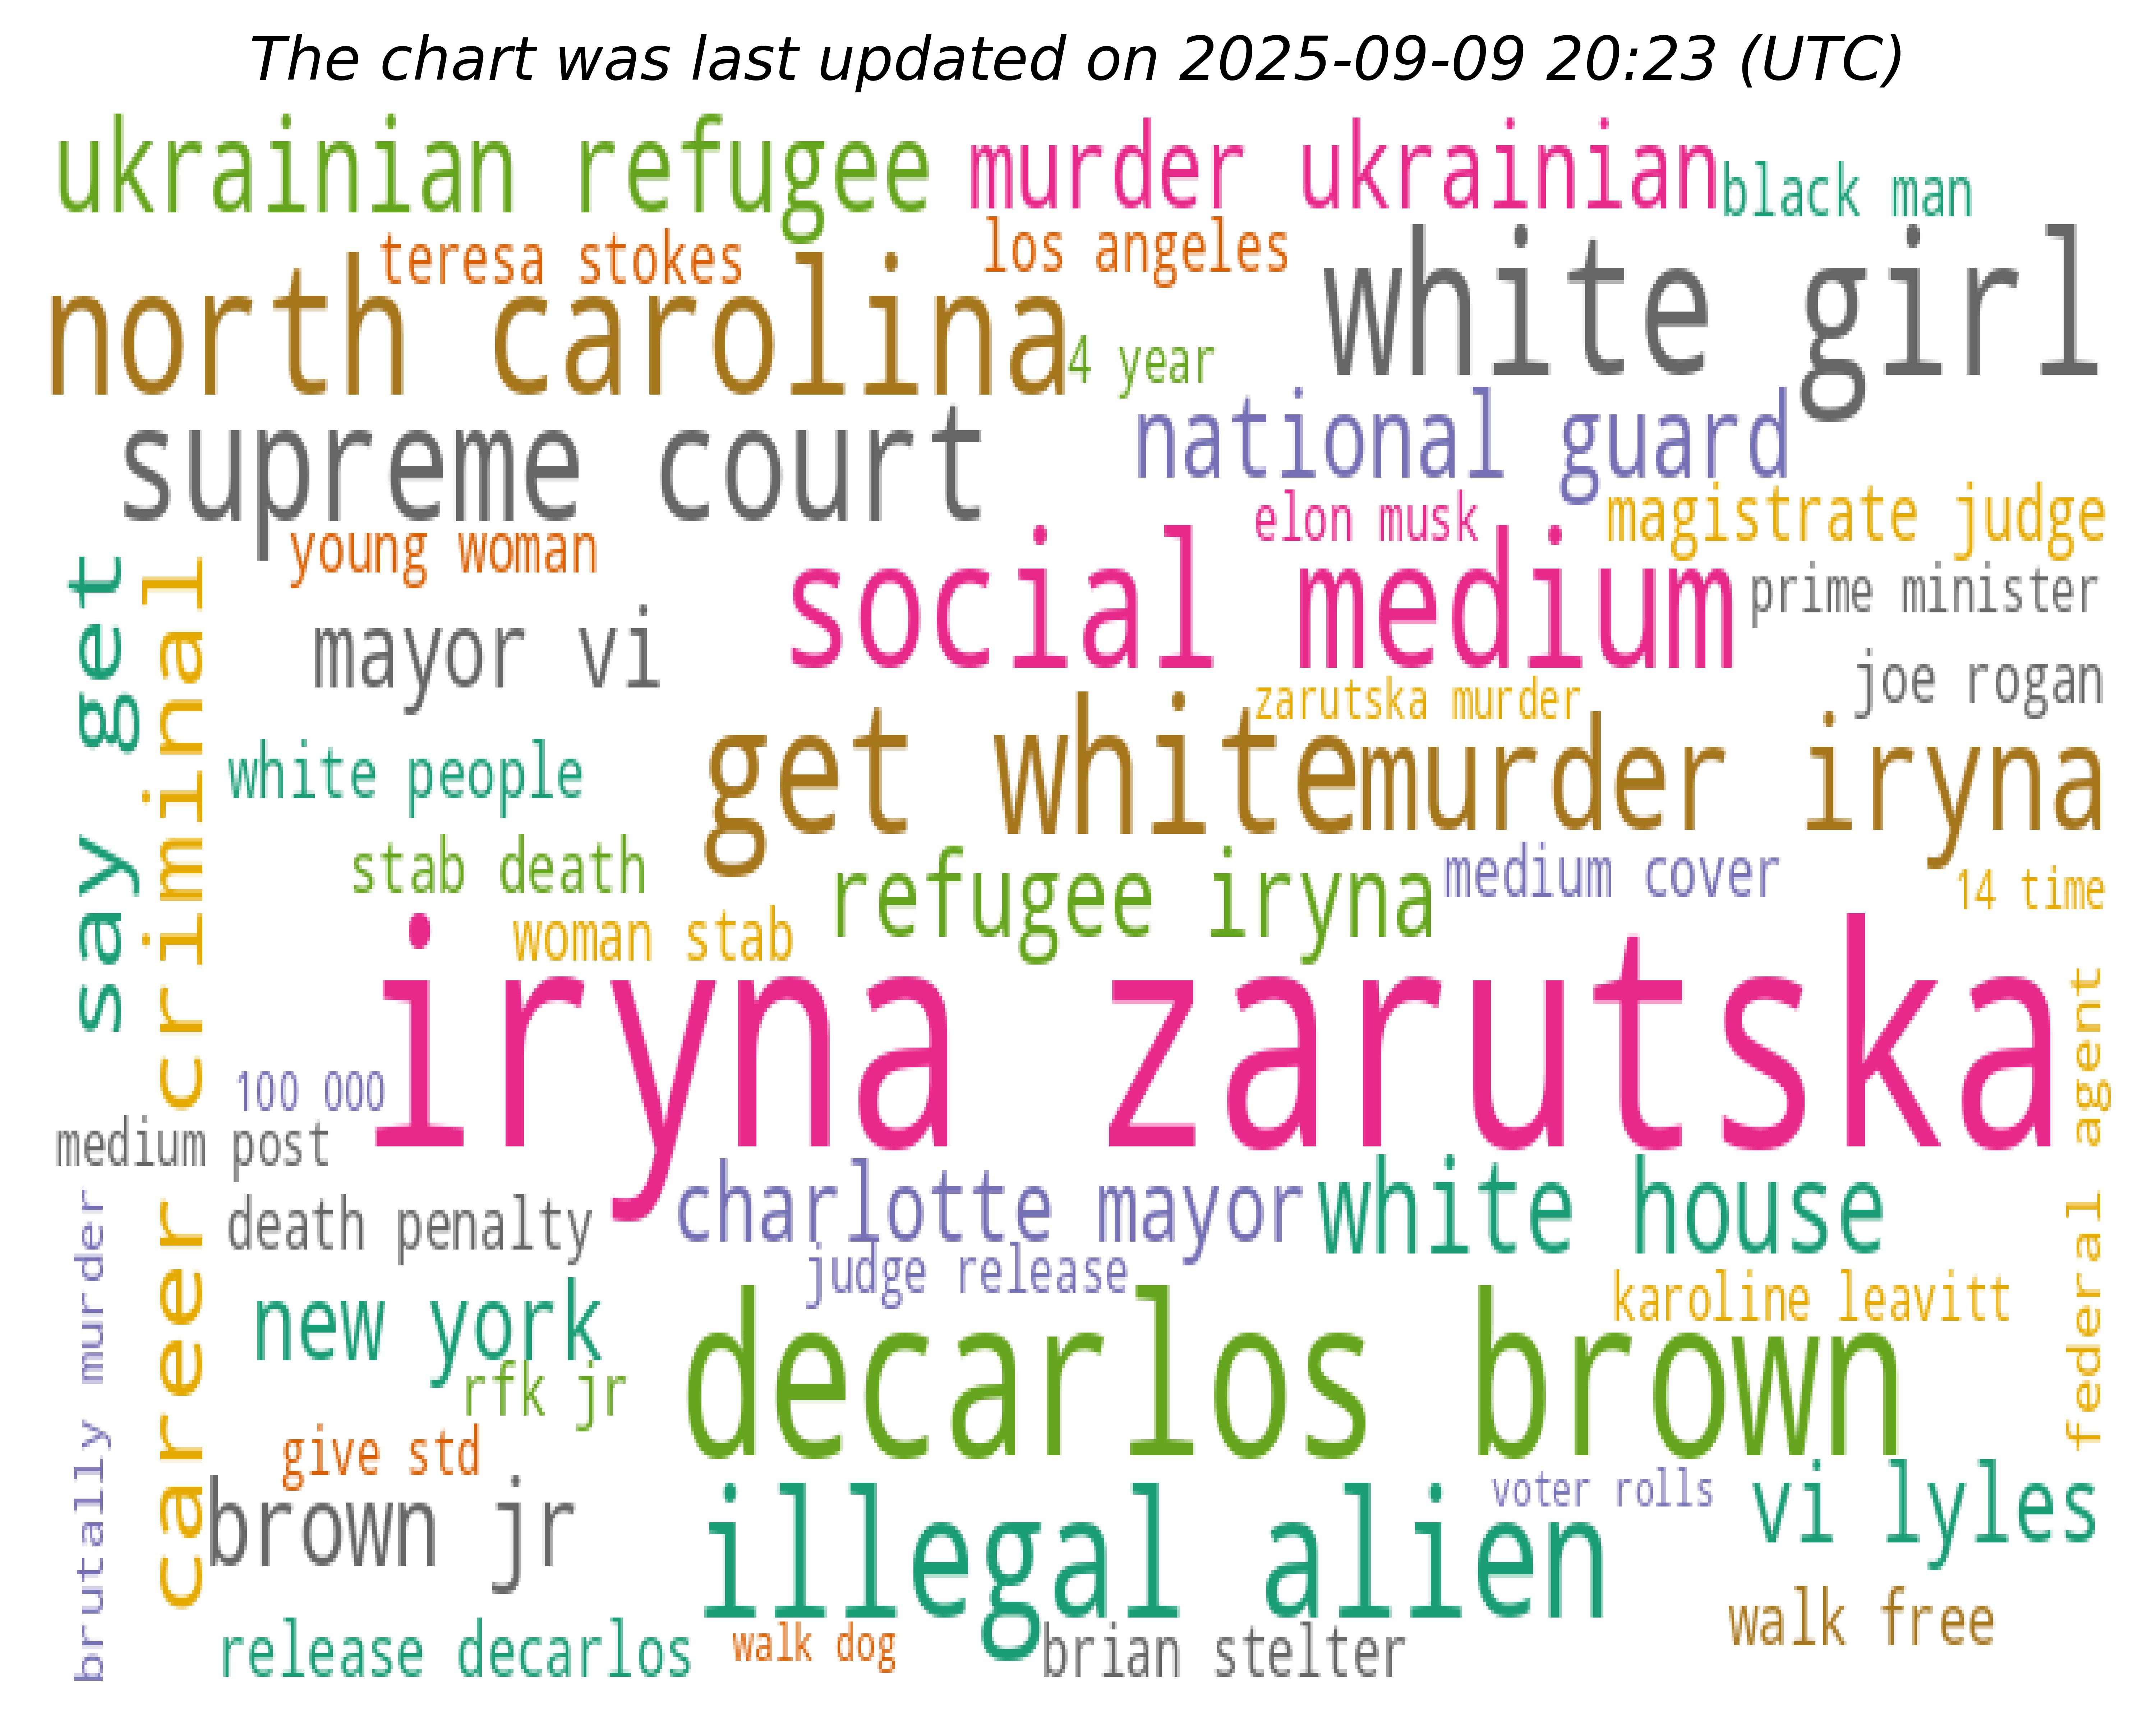 The chart was last updated on 2025-09-09 20:23 (UTC)
ukrainian refugee
murder ukrainian
black man
teresa stokes
los angeles
white girl
north carolina
4 year
supreme court
national guard
elon musk
magistrate judge
young woman
social medium
prime minister
say get
career criminal
mayor vi
joe rogan
zarutska murder
white people
get white
murder iryna
stab death
refugee iryna
medium cover
14 time
woman stab
iryna zarutska
federal agent
100 000
medium post
brutally murder
death penalty
charlotte mayor
white house
judge release
karoline leavitt
new york
decarlos brown
rfk jr
give std
brown jr
illegal alien
voter rolls
vi lyles
walk free
release decarlos
walk dog
brian stelter